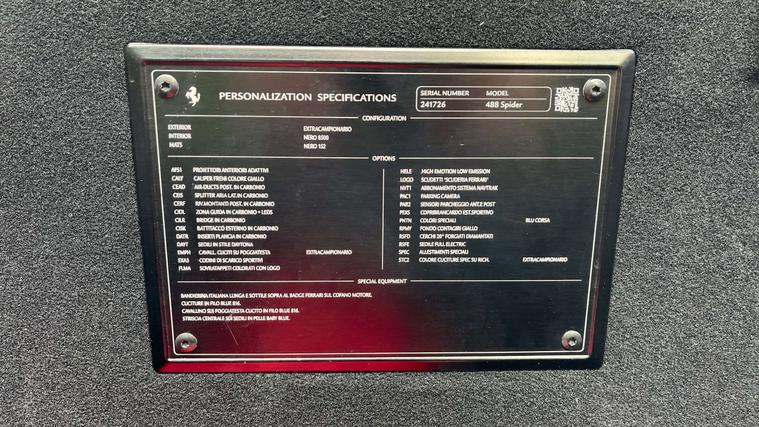 PERSONALIZATION SPECIFICATIONS
SERIAL NUMBER MODEL
241726 488 Spider
CONFIGURATION
EXTERIOR EXTRACAMPIONARIO
INTERIOR NERO 8500
MATS NERO 152
OPTIONS
AFS1 PROIETTORI ANTERIORI ADATTIVI
CALY CALIPER FRENI COLORE GIALLO
CEAD AIR-DUCTS POST. IN CARBONIO
CEIS SPLITTER ARIA LAT.IN CARBONIO
CERF RIV.MONTANTI POST. IN CARBONIO
CIDL ZONA GUIDA IN CARBONIO + LEDS
CILR BRIDGE IN CARBONIO
CISK BATTITACCO ESTERNO IN CARBONIO
DATR INSERTI PLANCIA IN CARBONIO
DAYT SEDILI IN STILE DAYTONA
EMPH CAVALL. CUCITI SU POGGIATESTA EXTRACAMPIONARIO
EXA3 CODINI DI SCARICO SPORTIVI
FLMA SOVRATAPPETI COLORATI CON LOGO
HELE .HIGH EMOTION LOW EMISSION
LOGO SCUDETTI 'SCUDERIA FERRARI'
NVT1 ABBONAMENTO SISTEMA NAVTRAK
PAC1 PARKING CAMERA
PAR2 SENSORI PARCHEGGIO ANT.E POST
PDIS COPRIBRANCARDO EST.SPORTIVO
PNTN COLORI SPECIALI BLU CORSA
RPMY FONDO CONTAGIRI GIALLO
RSFD CERCHI 20" FORGIATI DIAMANTATI
RSFE SEDILE FULL ELECTRIC
SPEC ALLESTIMENTI SPECIALI
STC2 COLORE CUCITURE SPEC SU RICH. EXTRACAMPIONARIO
SPECIAL EQUIPMENT
BANDIERINA ITALIANA LUNGA E SOTTILE SOPRA AL BADGE FERRARI SUL COFANO MOTORE.
CUCITURE IN FILO BLUE 816.
CAVALLINO SUI POGGIATESTA CUCITO IN FILO BLUE 816.
STRISCIA CENTRALE SUI SEDILI IN PELLE BABY BLUE.